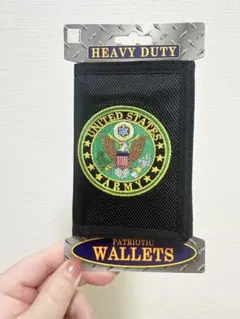 HEAVY DUTY
UNITED STATES
ARMY
PATRIOTIC
WALLETS